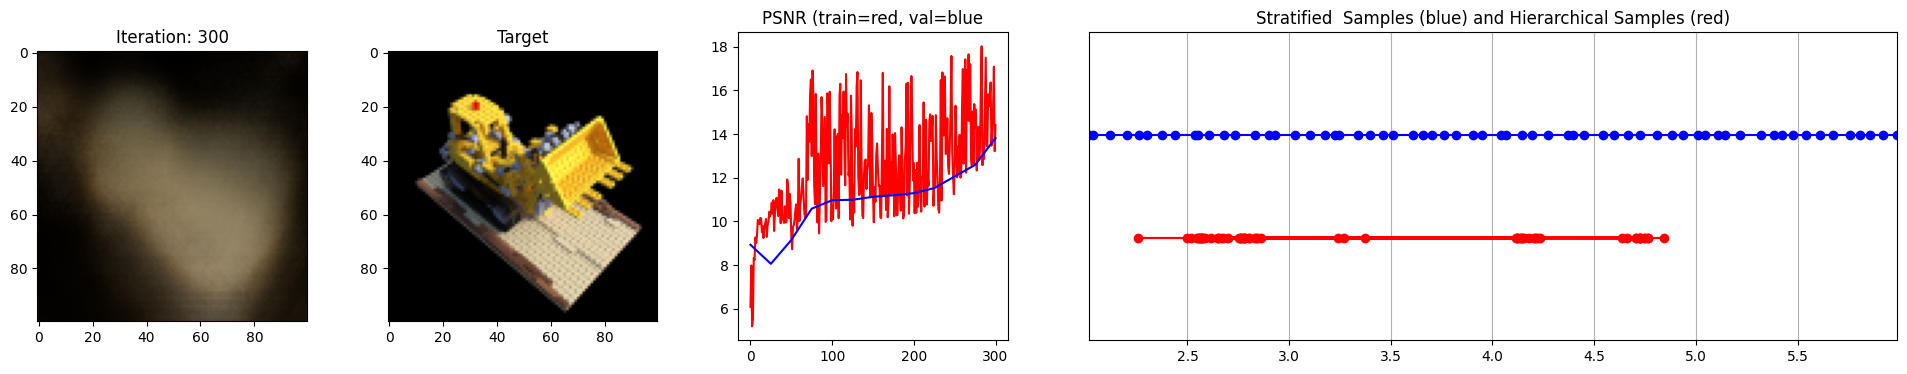 Iteration: 300
0
20
40
60
80
0 20 40 60 80
Target
0
20
40
60
80
0 20 40 60 80
PSNR (train=red, val=blue
18
16
14
12
10
8
6
0 100 200 300
Stratified  Samples (blue) and Hierarchical Samples (red)
2.5 3.0 3.5 4.0 4.5 5.0 5.5